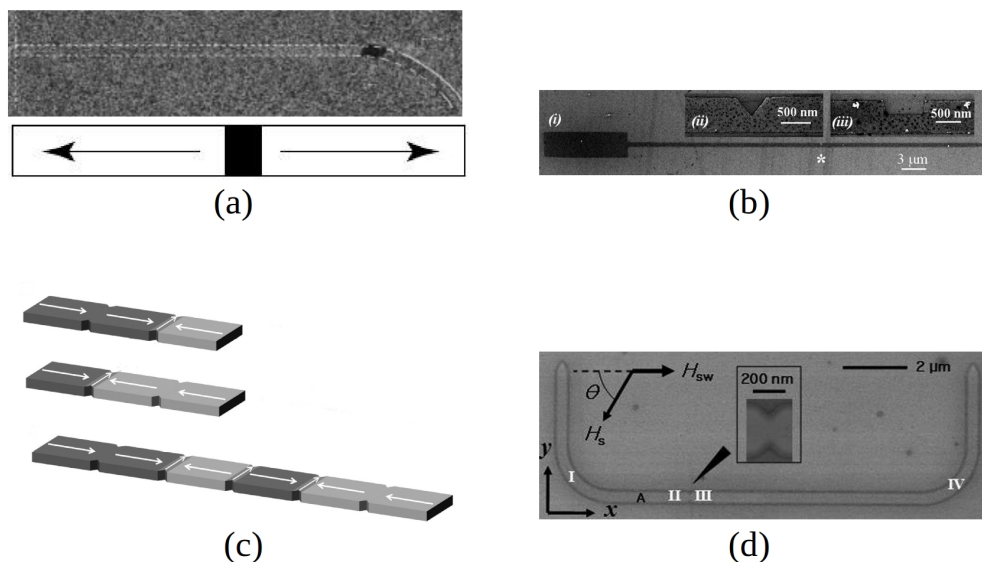 (a)
(i)
(ii)
500 nm
(iii)
500 nm
*
3 μm
(b)
(c)
2 μm
200 nm
θ
H_sw
H_s
y
I
A
II
III
IV
x
(d)